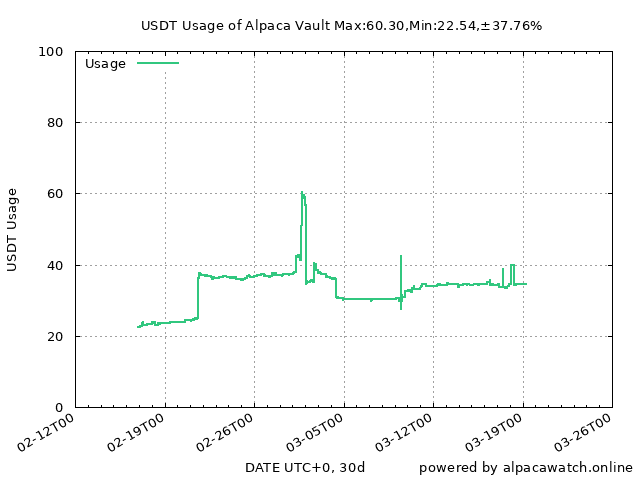 USDT Usage of Alpaca Vault Max:60.30,Min:22.54,±37.76%
Usage
100
80
60
40
20
0
USDT Usage
02-12T00
02-19T00
02-26T00
03-05T00
03-12T00
03-19T00
03-26T00
DATE UTC+0, 30d
powered by alpacawatch.online